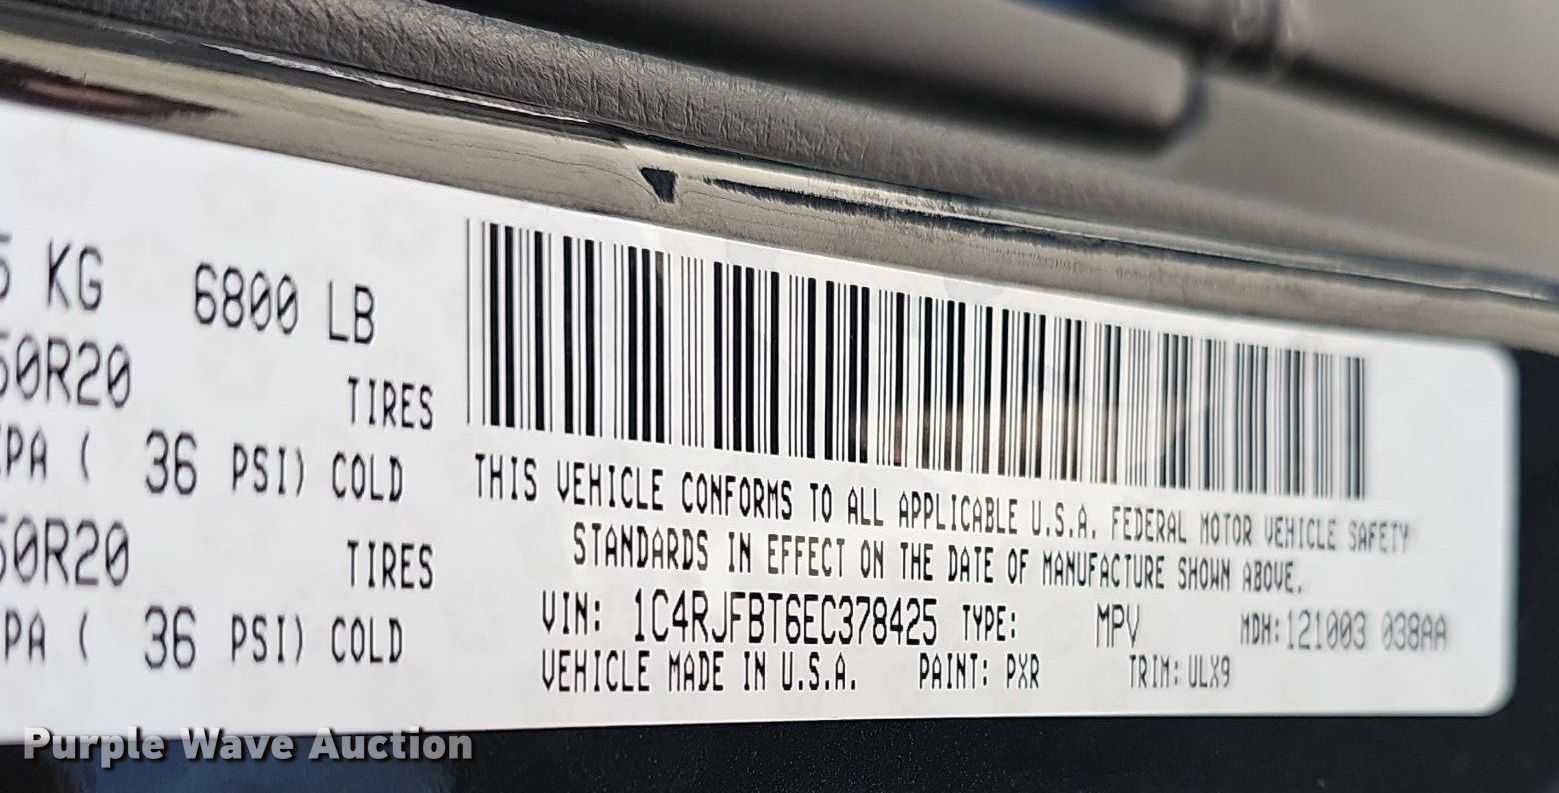 5 KG 6800 LB
50R20
TIRES
PA ( 36 PSI) COLD
50R20
TIRES
PA ( 36 PSI) COLD
THIS VEHICLE CONFORMS TO ALL APPLICABLE U.S.A. FEDERAL MOTOR VEHICLE SAFETY
STANDARDS IN EFFECT ON THE DATE OF MANUFACTURE SHOWN ABOVE.
VIN: 1C4RJFBT6EC378425 TYPE: MPV MDH:121003 038AA
VEHICLE MADE IN U.S.A. PAINT: PXR TRIM: ULX9
Purple Wave Auction